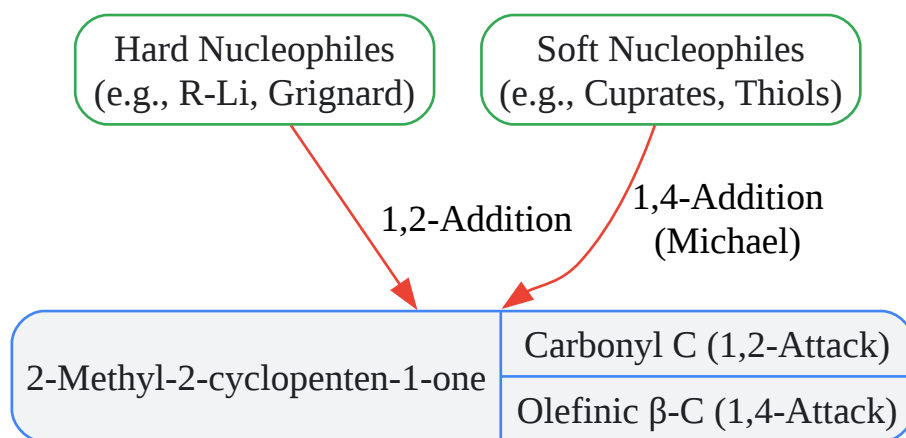 Hard Nucleophiles
(e.g., R-Li, Grignard)
Soft Nucleophiles
(e.g., Cuprates, Thiols)
1,2-Addition
1,4-Addition
(Michael)
2-Methyl-2-cyclopenten-1-one
Carbonyl C (1,2-Attack)
Olefinic β-C (1,4-Attack)